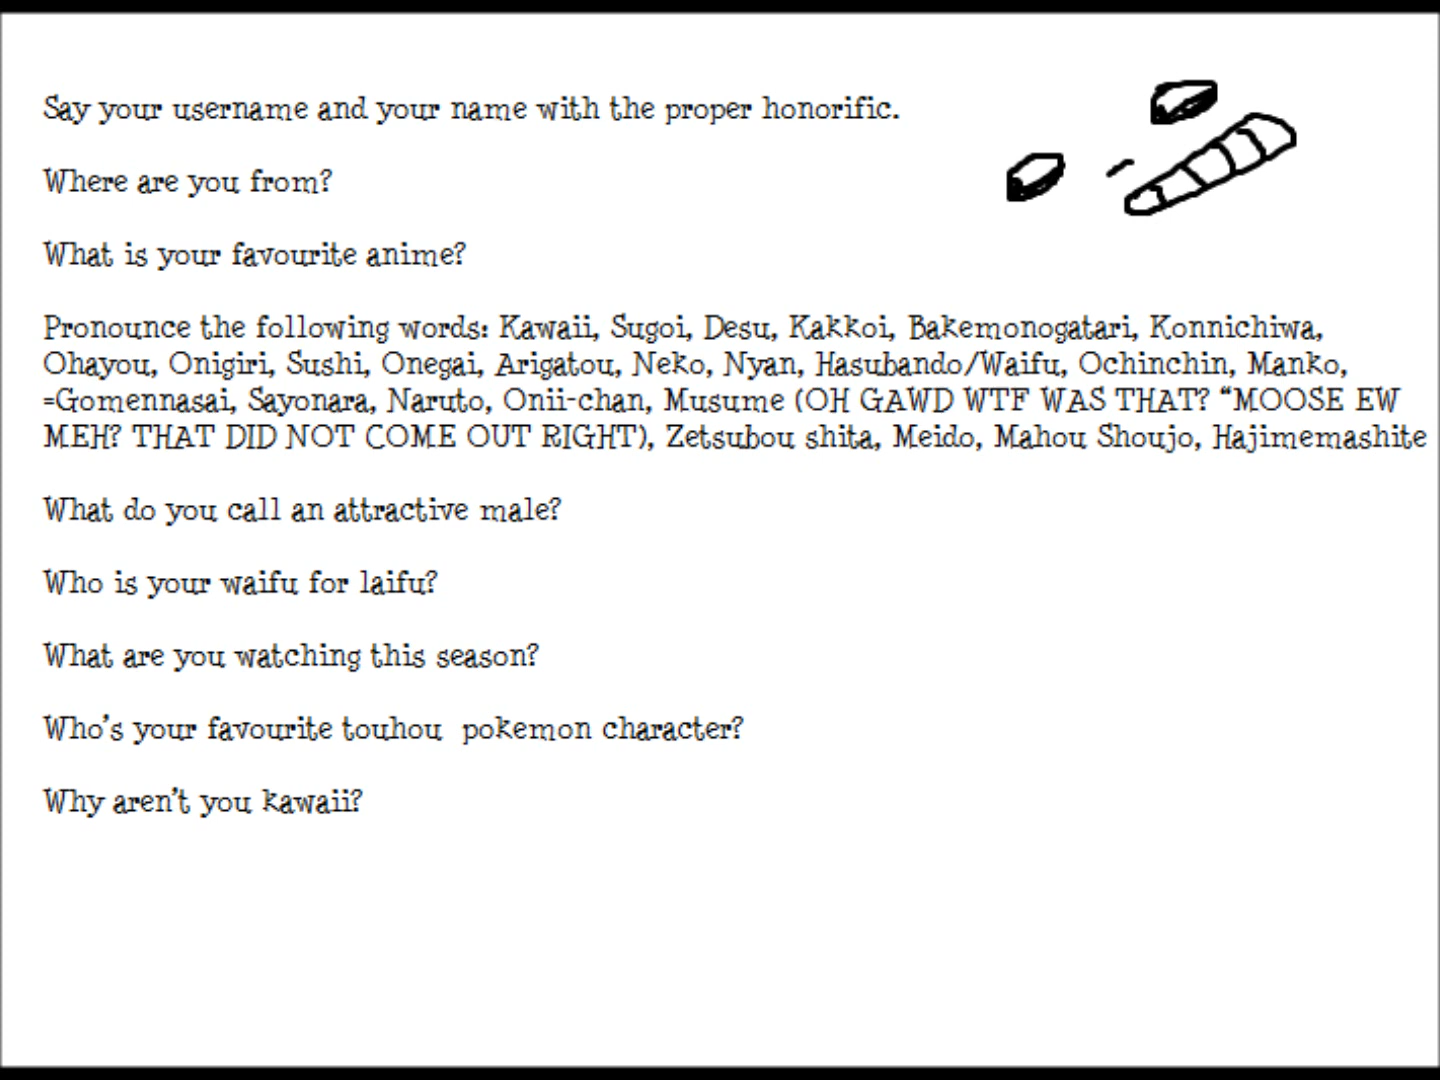 Say your username and your name with the proper honorific.
Where are you from?
What is your favourite anime?
Pronounce the following words: Kawaii, Sugoi, Desu, Kakkoi, Bakemonogatari, Konnichiwa,
Ohayou, Onigiri, Sushi, Onegai, Arigatou, Neko, Nyan, Hasubando/Waifu, Ochinchin, Manko,
=Gomennasai, Sayonara, Naruto, Onii-chan, Musume (OH GAWD WTF WAS THAT? “MOOSE EW
MEH? THAT DID NOT COME OUT RIGHT), Zetsubou shita, Meido, Mahou Shoujo, Hajimemashite
What do you call an attractive male?
Who is your waifu for laifu?
What are you watching this season?
Who's your favourite touhou  pokemon character?
Why aren't you kawaii?